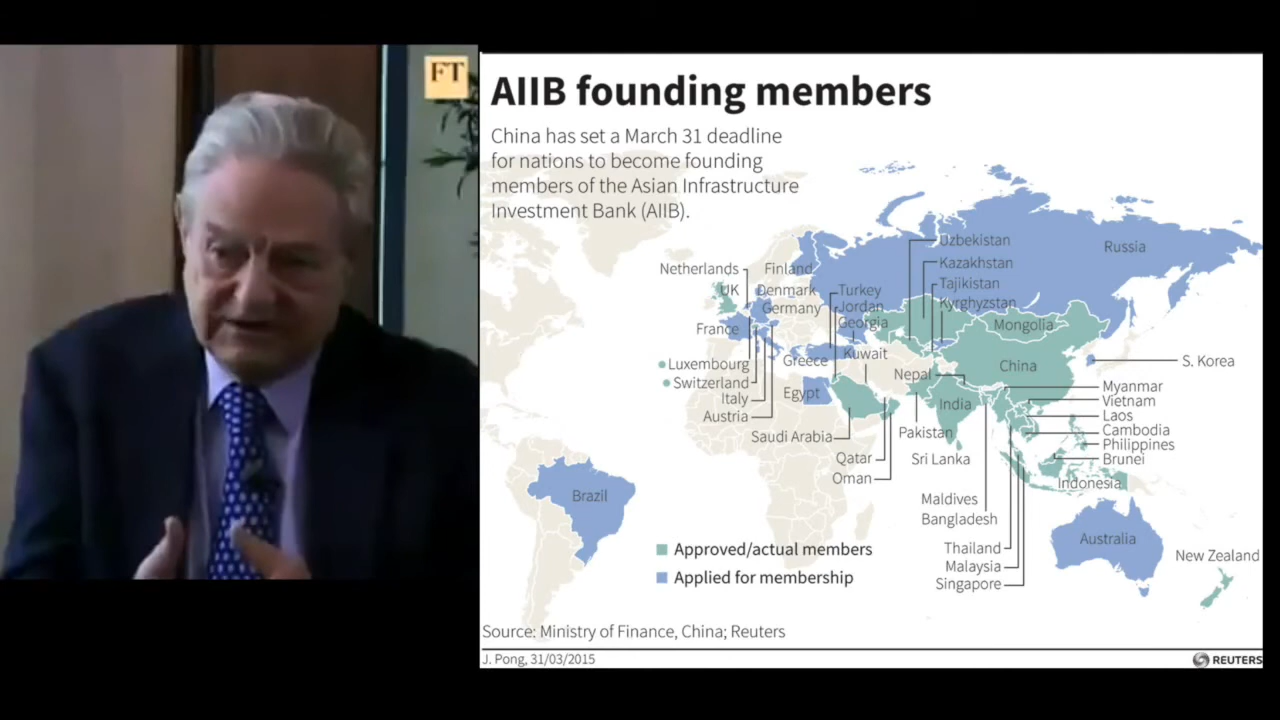 FT
AIIB founding members
China has set a March 31 deadline
for nations to become founding
members of the Asian Infrastructure
Investment Bank (AIIB).
Uzbekistan
Russia
Kazakhstan
Netherlands
Finland
Tajikistan
UK
Denmark
Turkey
Kyrghyzstan
Germany
Jordan
France
Georgia
Mongolia
Greece
Kuwait
China
S. Korea
Luxembourg
Nepal
Switzerland
Egypt
Myanmar
Italy
India
Vietnam
Austria
Laos
Saudi Arabia
Pakistan
Cambodia
Philippines
Qatar
Sri Lanka
Brunei
Oman
Indonesia
Brazil
Maldives
Bangladesh
Australia
Approved/actual members
Thailand
New Zealand
Malaysia
Applied for membership
Singapore
Source: Ministry of Finance, China; Reuters
J. Pong, 31/03/2015
REUTERS